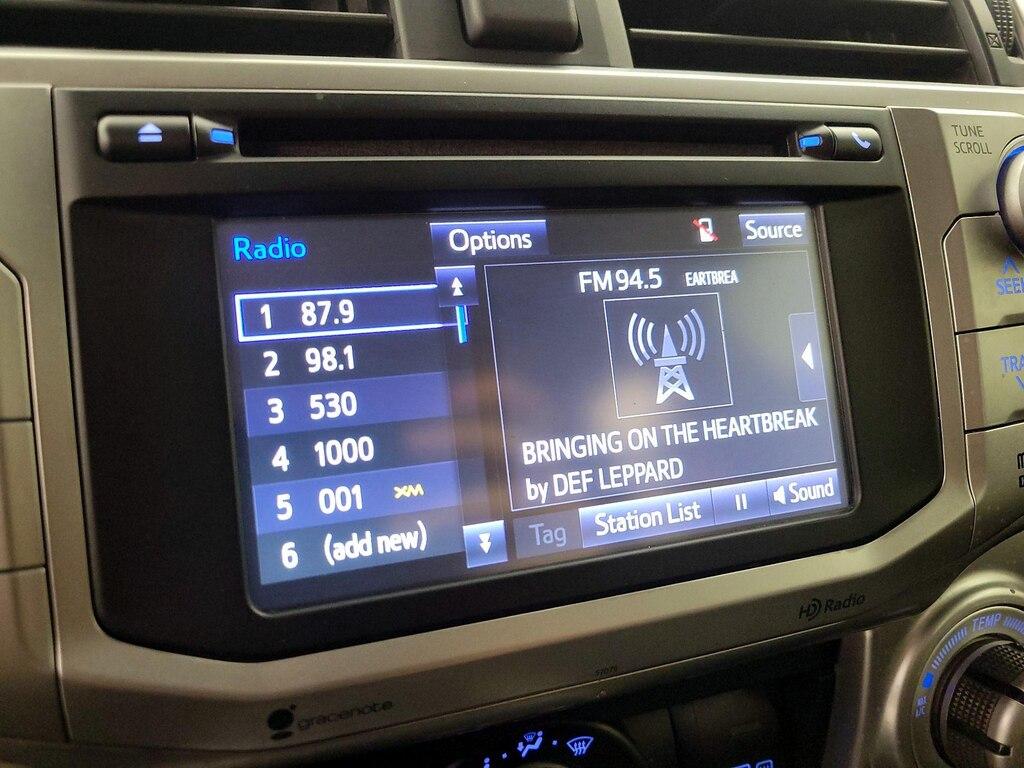 TUNE
SCROLL
Radio
Options
Source
FM 94.5 EARTBREA
1 87.9
2 98.1
3 530
4 1000
5 001 XM
6 (add new)
BRINGING ON THE HEARTBREAK
by DEF LEPPARD
Tag
Station List
Sound
HD Radio
57076
gracenote
TEMP